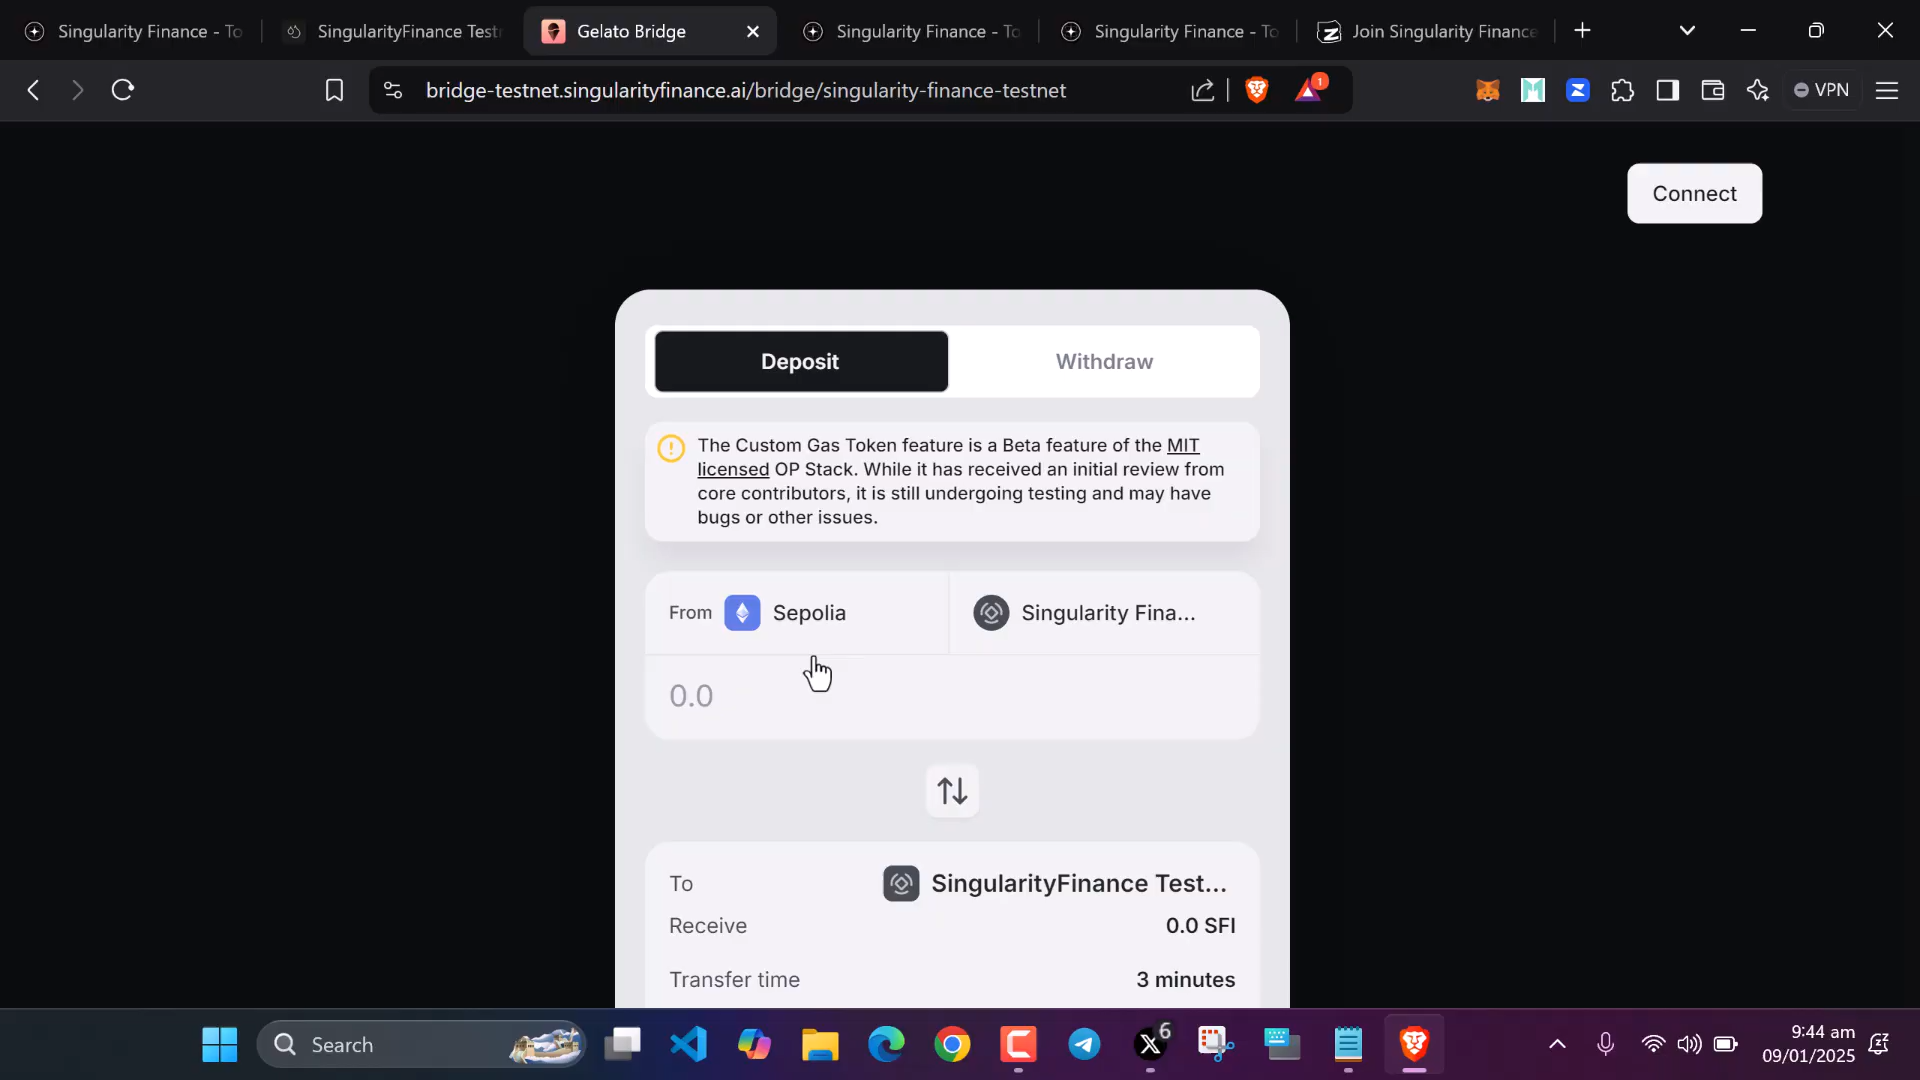 Singularity Finance - To
SingularityFinance Test
Gelato Bridge
Singularity Finance - To
Singularity Finance - To
Join Singularity Finance
bridge-testnet.singularityfinance.ai/bridge/singularity-finance-testnet
1
VPN
Connect
Deposit
Withdraw
The Custom Gas Token feature is a Beta feature of the MIT
licensed OP Stack. While it has received an initial review from
core contributors, it is still undergoing testing and may have
bugs or other issues.
From Sepolia
Singularity Fina...
0.0
To
SingularityFinance Test...
Receive
0.0 SFI
Transfer time
3 minutes
Search
6
9:44 am
09/01/2025